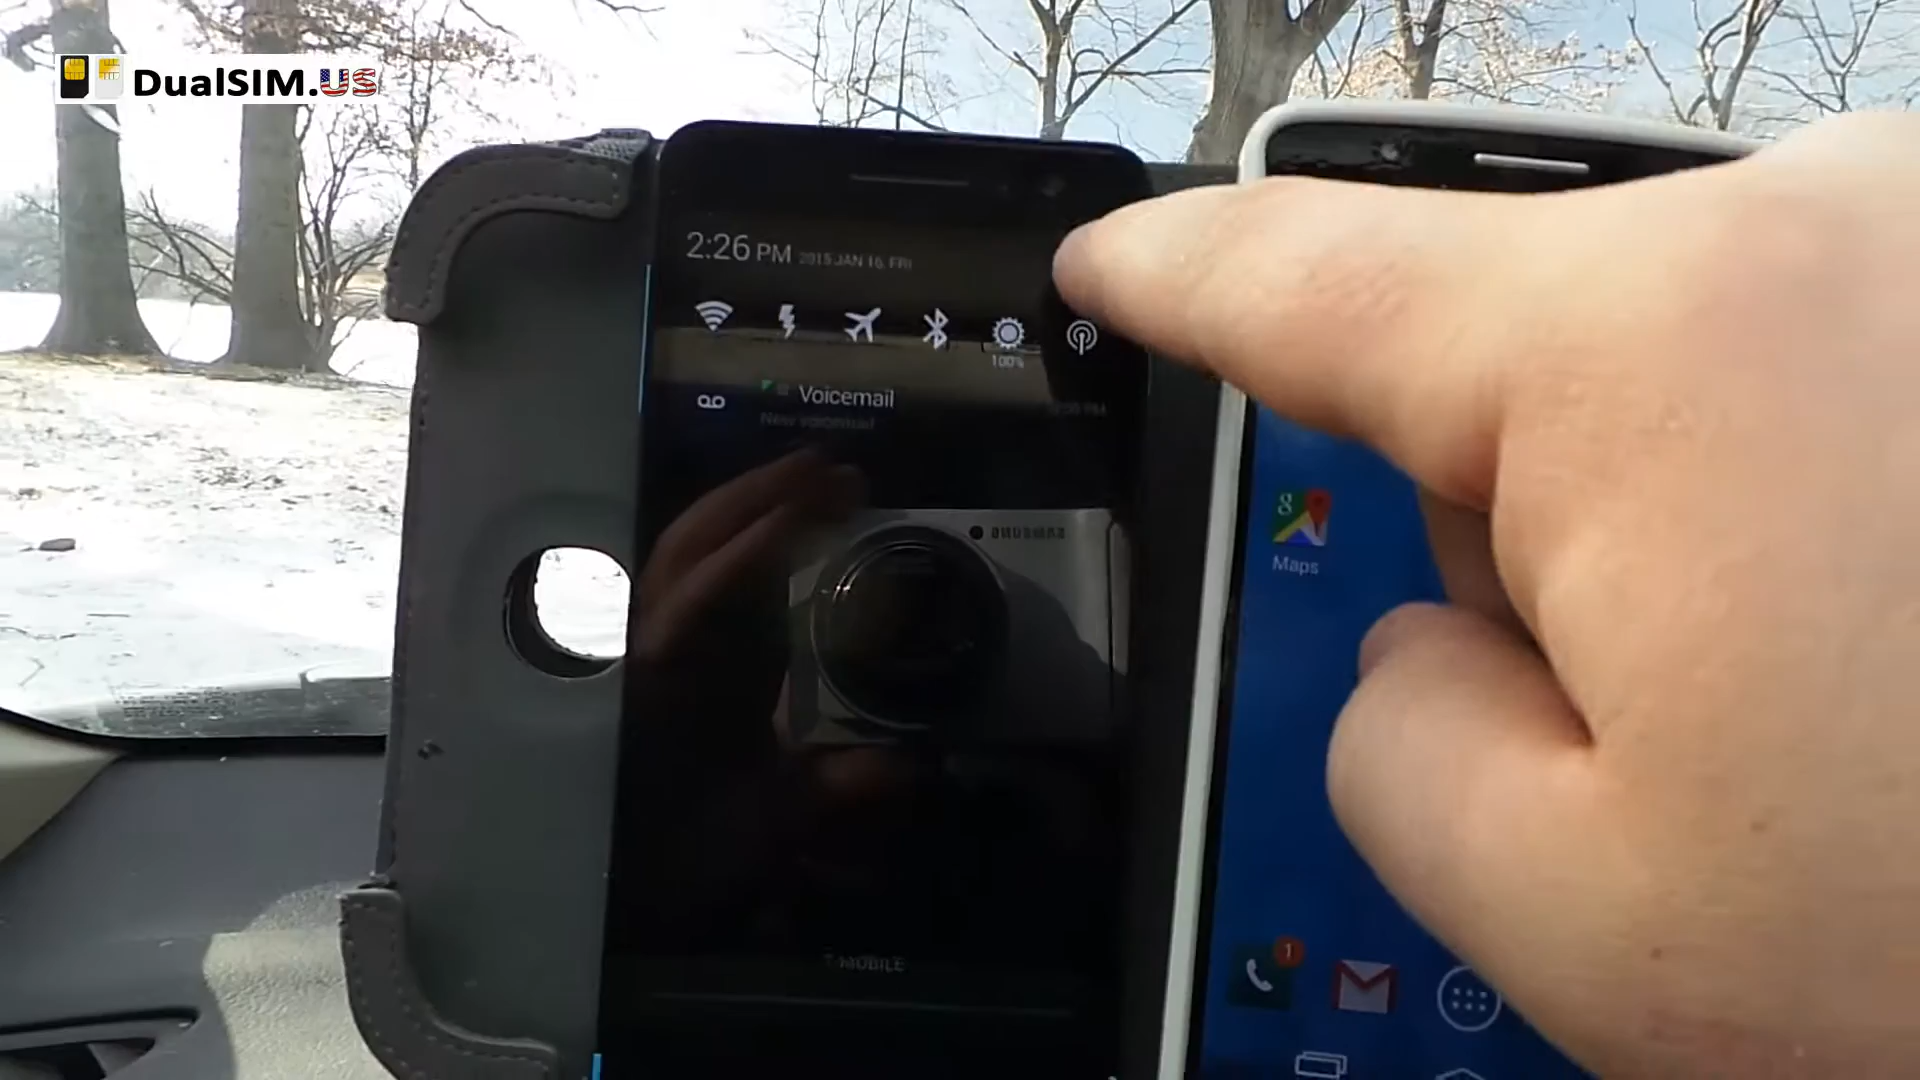 DualSIM.US
2:26 PM 2015 JAN 16, FRI
100%
Voicemail
New voicemail
SAMSUNG
g
Maps
T-MOBILE
1